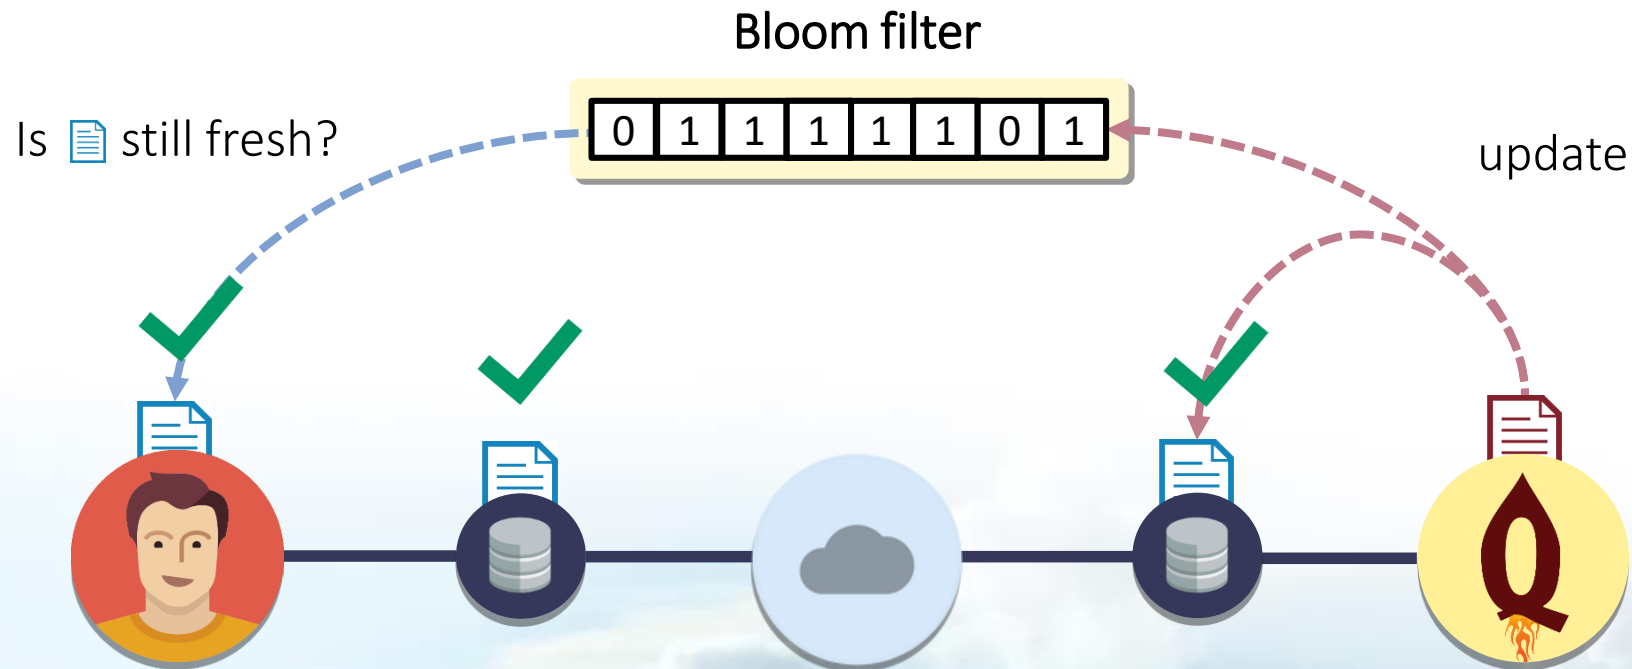 Bloom filter
Is still fresh?
0 1 1 1 1 1 0 1
update
Q